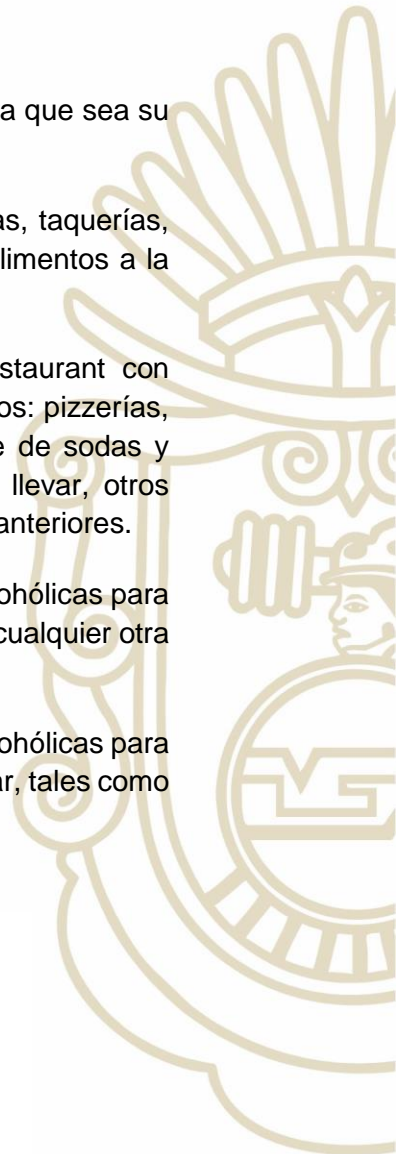 a que sea su
as, taquerías,
limentos a la
staurant con
os: pizzerías,
e de sodas y
llevar, otros
anteriores.
ohólicas para
cualquier otra
ohólicas para
ar, tales como